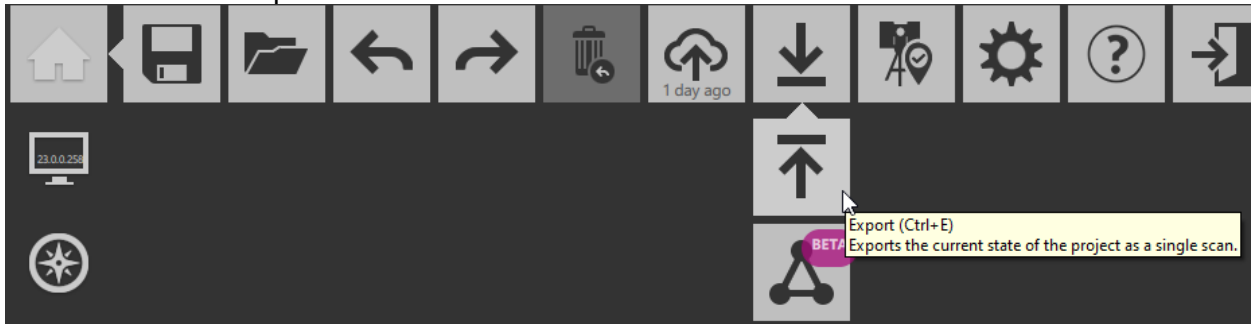 1 day ago
23.0.0.258
Export (Ctrl+E)
BETA
Exports the current state of the project as a single scan.